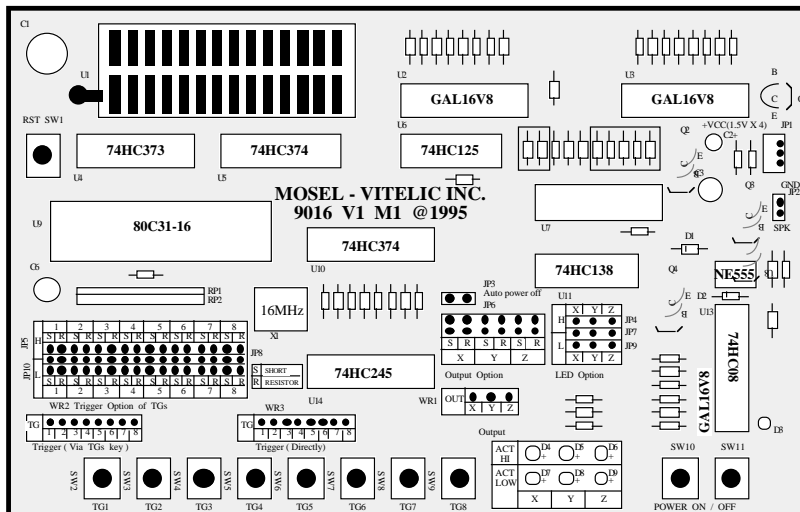 C1
U1
U2
GAL16V8
U3
GAL16V8
B
C
E
RST SW1
+VCC(1.5V X 4)
JP1
C2+
Q2
U6
74HC373
74HC374
74HC125
U4
U5
C
E
B
Q3
Q3
GND
JP2
SPK
MOSEL - VITELIC INC.
9016 V1 M1 @1995
U9
80C31-16
74HC374
U10
U7
D1
C
E
B
C6
RP1
RP2
16MHz
X1
JP3
Auto power off
JP6
74HC138
U11
Q4
NE555
D2
U13
C
E
B
X Y Z
H
L
JP4
JP7
JP9
LED Option
S R S R S R
X Y Z
Output Option
JP5
JP10
H
L
1 2 3 4 5 6 7 8
S R S R S R S R S R S R S R S R
S R S R S R S R S R S R S R S R
1 2 3 4 5 6 7 8
JP8
S SHORT
R RESISTOR
74HC245
U14
WR1
OUT
X Y Z
Output
74HC08
GAL16V8
D3
WR2 Trigger Option of TGs
TG
1 2 3 4 5 6 7 8
Trigger ( Via TGs key )
WR3
TG
1 2 3 4 5 6 7 8
Trigger ( Directly)
ACT HI
D4 + D5 + D6 +
ACT LOW
D7 + D8 + D9 +
X Y Z
SW10
SW11
POWER ON / OFF
SW2
SW3
SW4
SW5
SW6
SW7
SW8
SW9
TG1
TG2
TG3
TG4
TG5
TG6
TG7
TG8